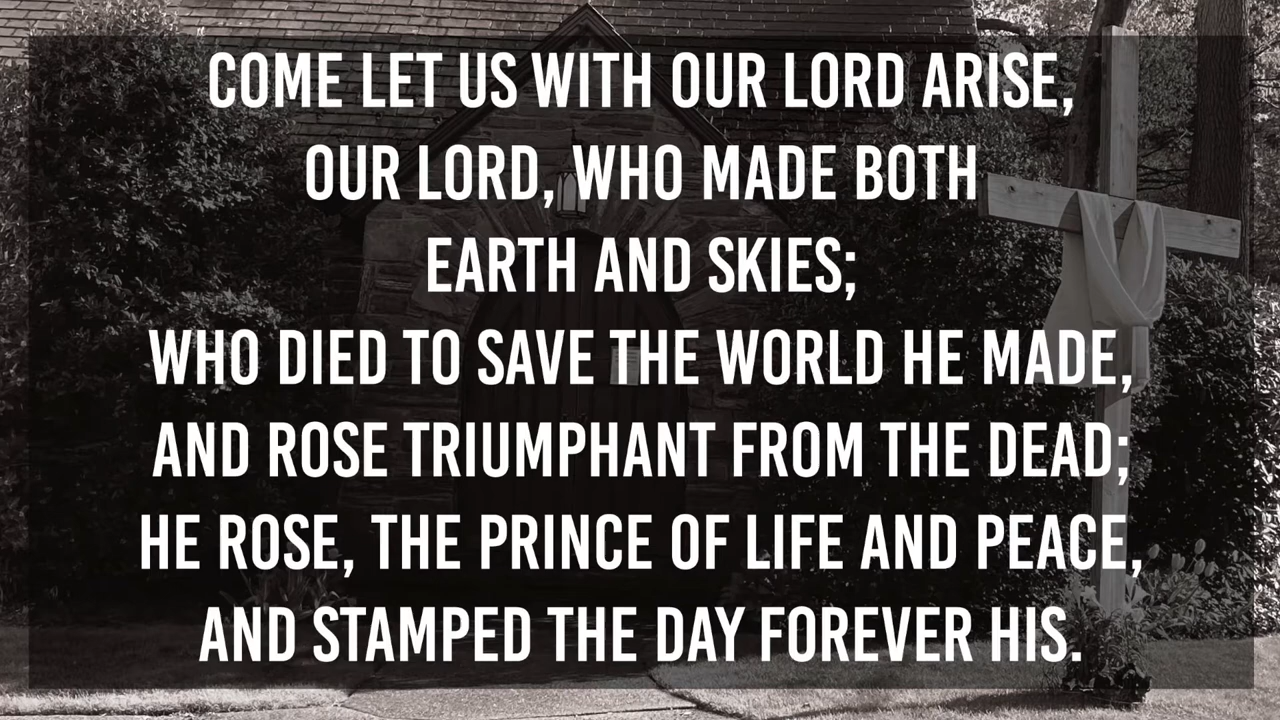 COME LET US WITH OUR LORD ARISE,
OUR LORD, WHO MADE BOTH
EARTH AND SKIES;
WHO DIED TO SAVE THE WORLD HE MADE,
AND ROSE TRIUMPHANT FROM THE DEAD;
HE ROSE, THE PRINCE OF LIFE AND PEACE,
AND STAMPED THE DAY FOREVER HIS.